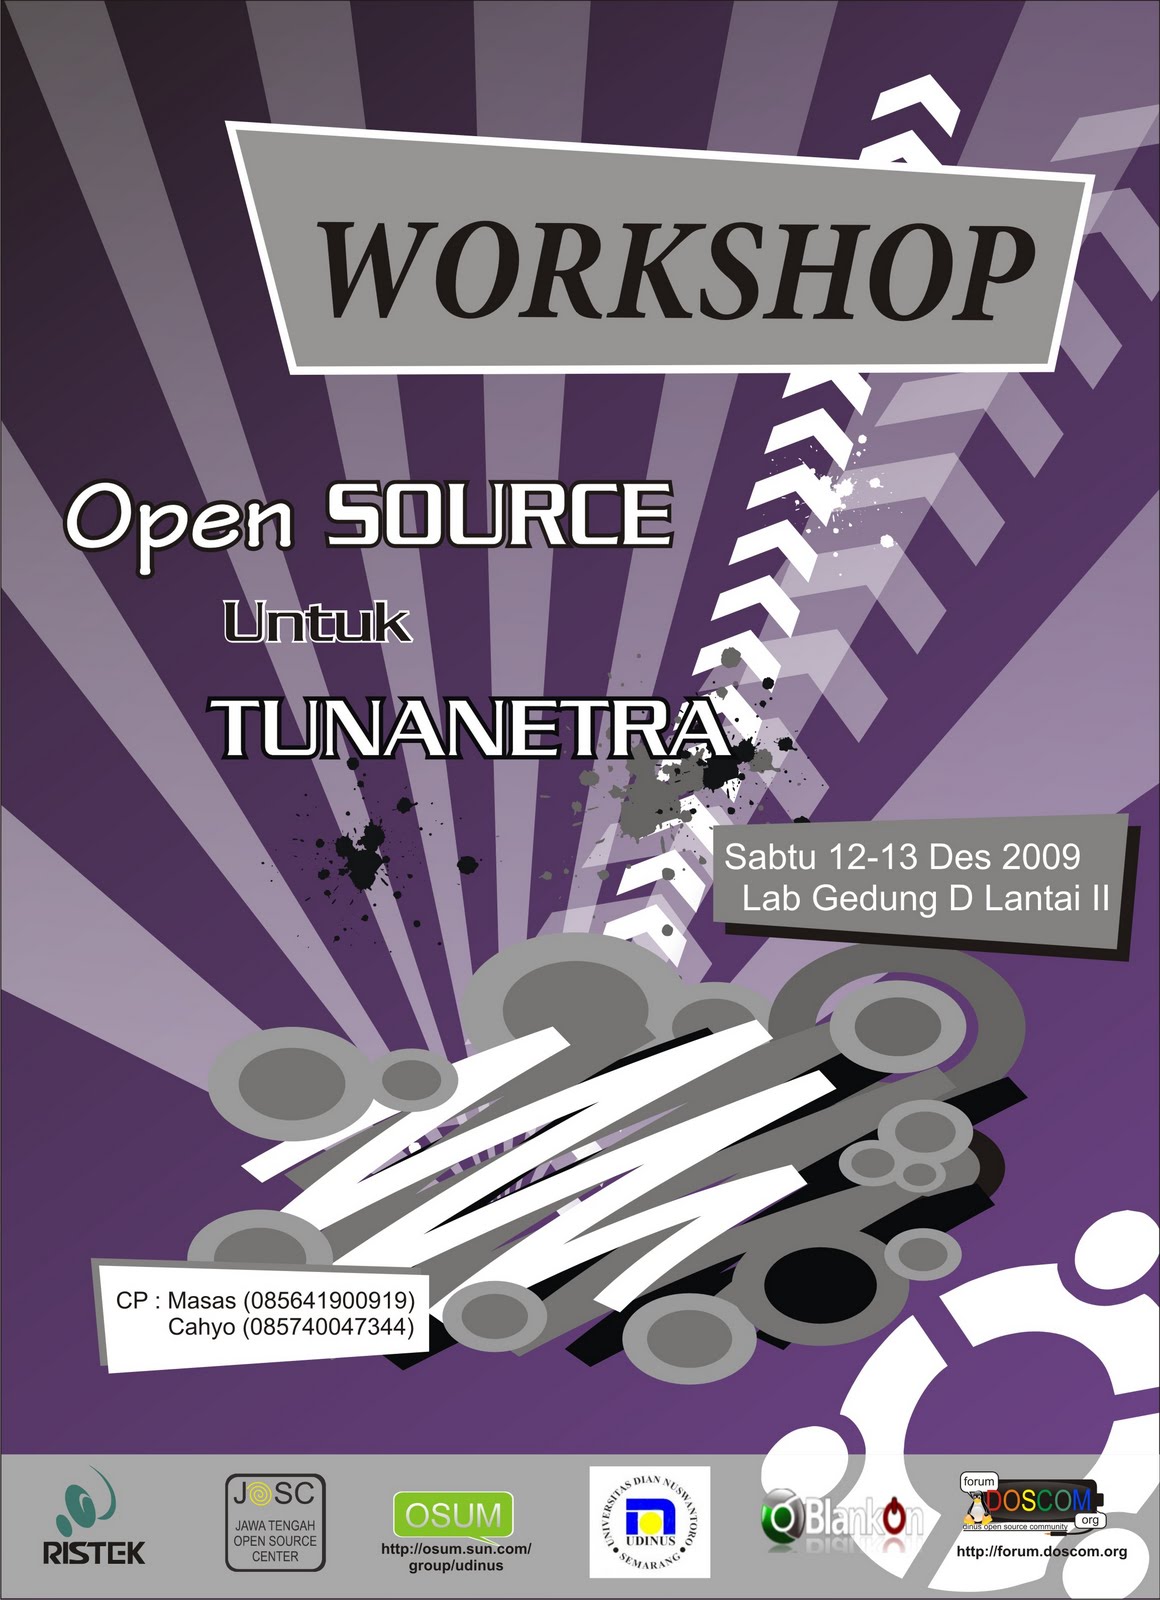 WORKSHOP
Open SOURCE
Untuk
TUNANETRA
Sabtu 12-13 Des 2009
Lab Gedung D Lantai II
CP : Masas (085641900919)
Cahyo (085740047344)
RISTEK
JOSC
JAWA TENGAH
OPEN SOURCE
CENTER
OSUM
http://osum.sun.com/
group/udinus
UNIVERSITAS DIAN NUSWANTORO
UDINUS
• SEMARANG •
BlankOn
forum
DOSCOM
org
dinus open source community
http://forum.doscom.org